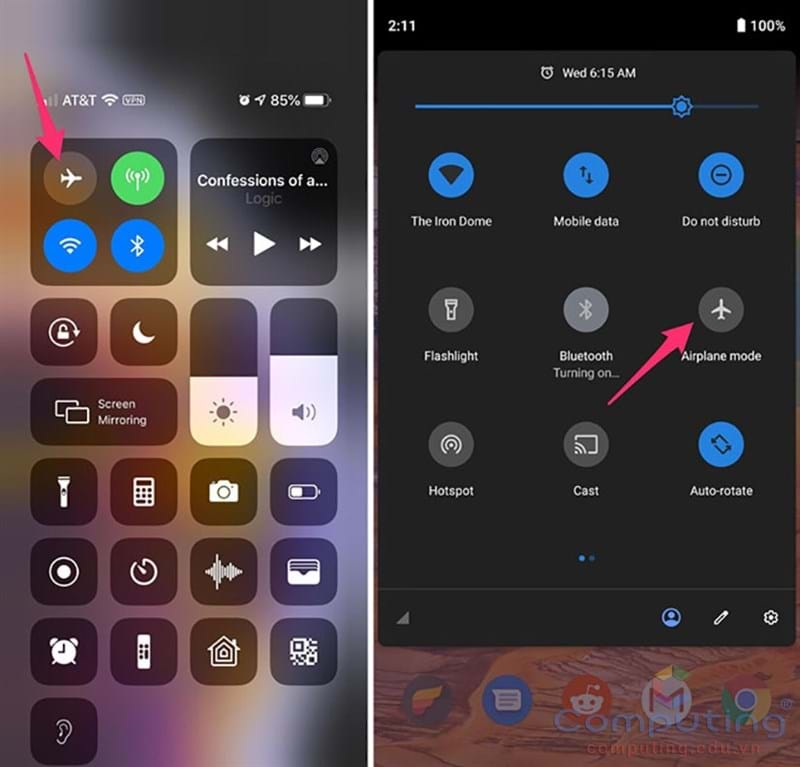 AT&T VPN 85%
Confessions of a...
Logic
Screen
Mirroring
2:11 100%
Wed 6:15 AM
The Iron Dome Mobile data Do not disturb
Flashlight Bluetooth Airplane mode
Turning on...
Hotspot Cast Auto-rotate
Computing®
computing.edu.vn